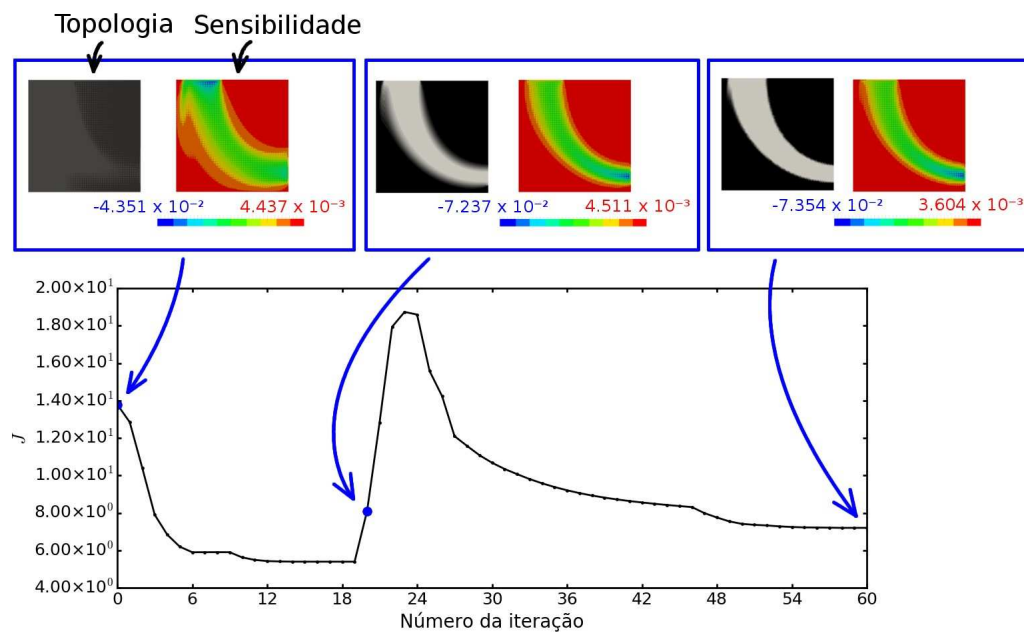 Topologia Sensibilidade
-4.351 x 10⁻² 4.437 x 10⁻³
-7.237 x 10⁻² 4.511 x 10⁻³
-7.354 x 10⁻² 3.604 x 10⁻³
2.00×10¹
1.80×10¹
1.60×10¹
1.40×10¹
1.20×10¹
1.00×10¹
8.00×10⁰
6.00×10⁰
4.00×10⁰
J
0 6 12 18 24 30 36 42 48 54 60
Número da iteração